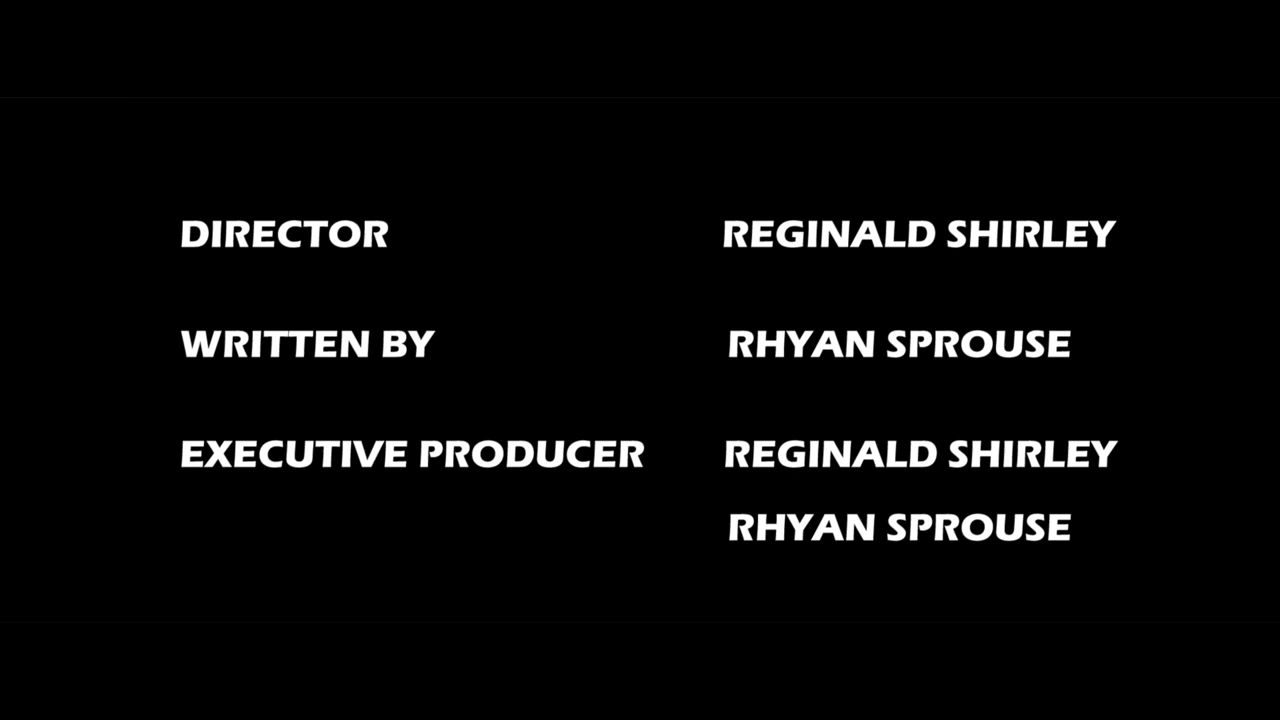 DIRECTOR REGINALD SHIRLEY
WRITTEN BY RHYAN SPROUSE
EXECUTIVE PRODUCER REGINALD SHIRLEY
RHYAN SPROUSE